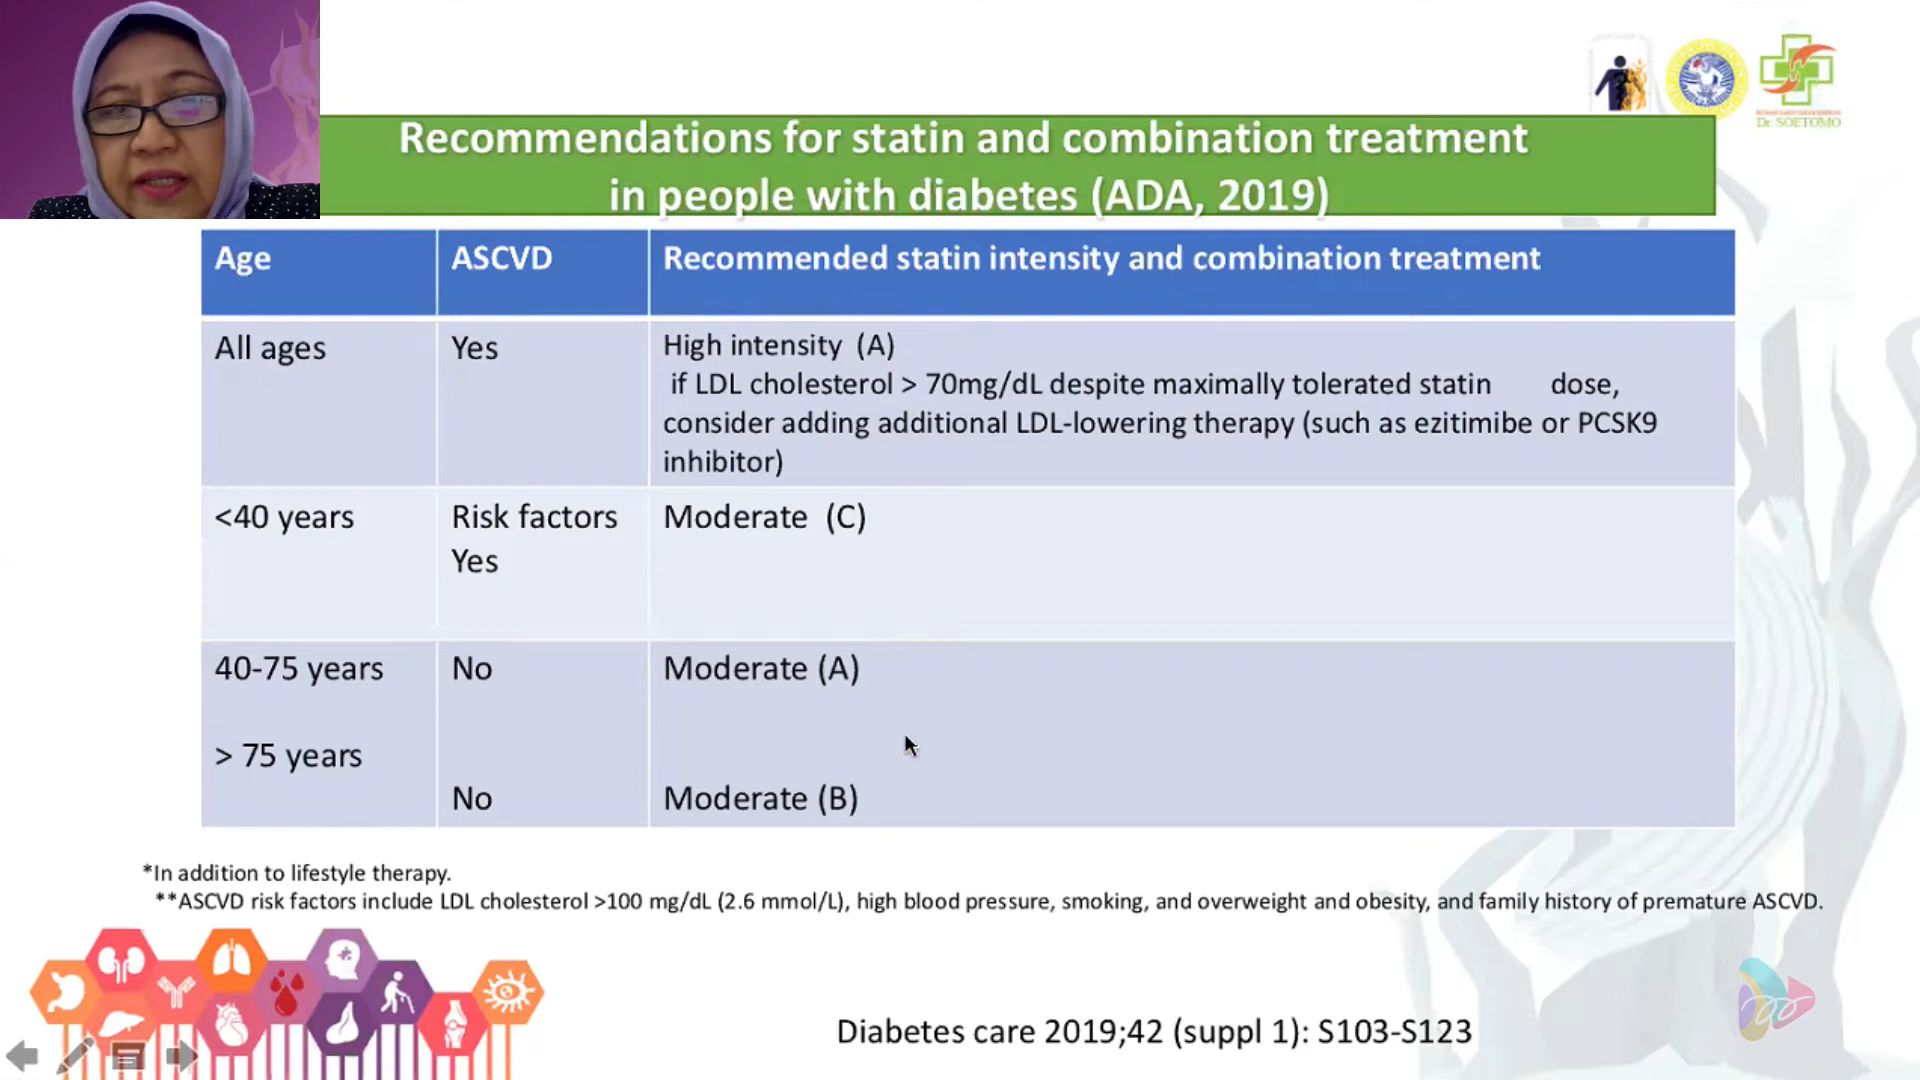 Dr. SOETOMO
Recommendations for statin and combination treatment
in people with diabetes (ADA, 2019)
Age ASCVD Recommended statin intensity and combination treatment
All ages Yes High intensity (A)
if LDL cholesterol > 70mg/dL despite maximally tolerated statin dose,
consider adding additional LDL-lowering therapy (such as ezitimibe or PCSK9
inhibitor)
<40 years Risk factors Moderate (C)
Yes
40-75 years No Moderate (A)
> 75 years
No Moderate (B)
*In addition to lifestyle therapy.
**ASCVD risk factors include LDL cholesterol >100 mg/dL (2.6 mmol/L), high blood pressure, smoking, and overweight and obesity, and family history of premature ASCVD.
Diabetes care 2019;42 (suppl 1): S103-S123